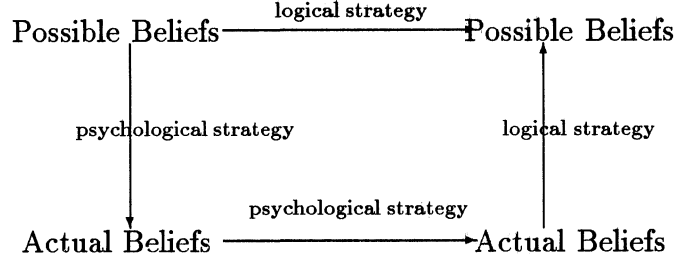 logical strategy
Possible Beliefs Possible Beliefs
psychological strategy logical strategy
psychological strategy
Actual Beliefs Actual Beliefs